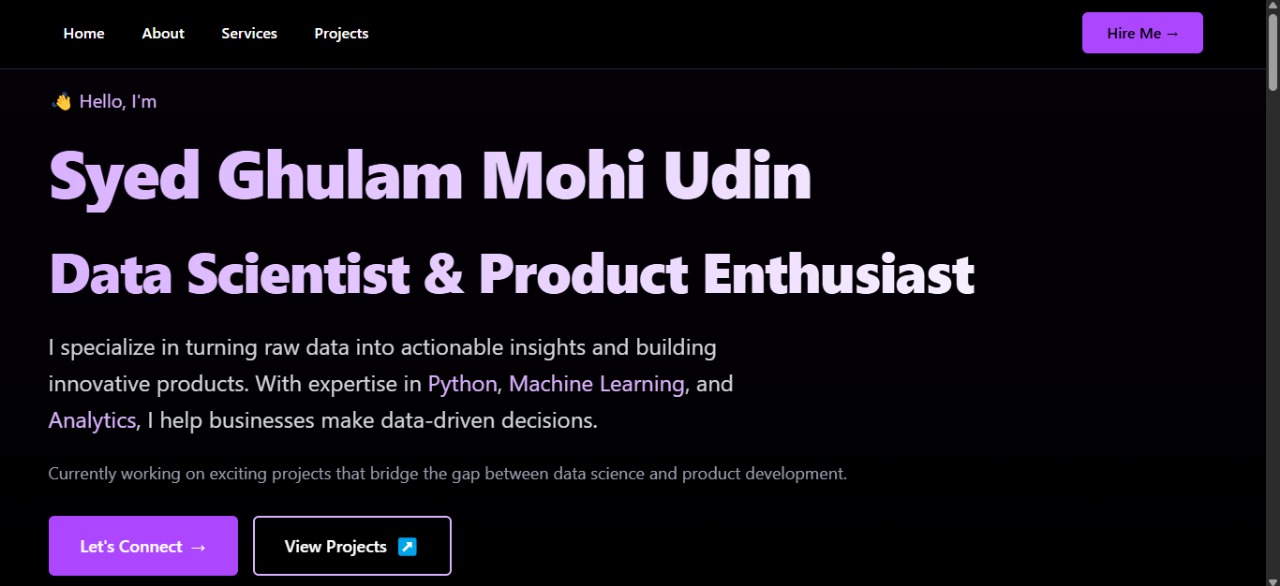 Home About Services Projects Hire Me →
👋 Hello, I'm
Syed Ghulam Mohi Udin
Data Scientist & Product Enthusiast
I specialize in turning raw data into actionable insights and building
innovative products. With expertise in Python, Machine Learning, and
Analytics, I help businesses make data-driven decisions.
Currently working on exciting projects that bridge the gap between data science and product development.
Let's Connect → View Projects ↗️